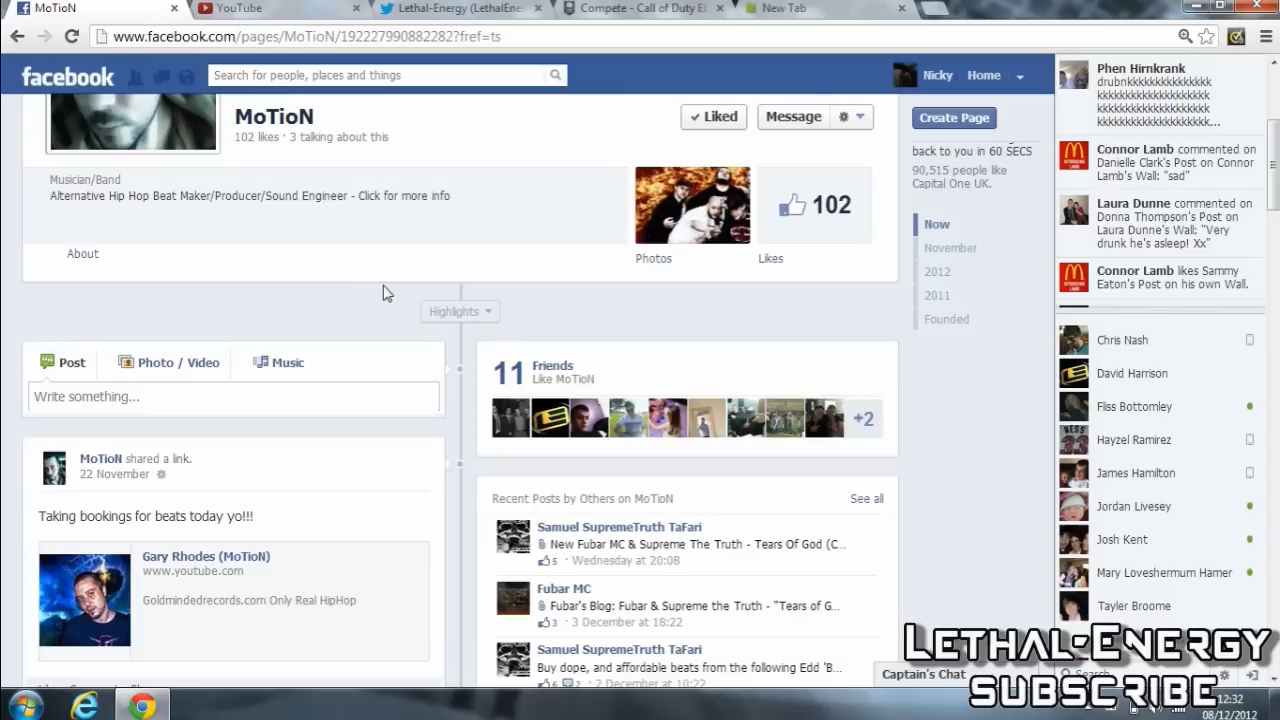 MoTioN
YouTube
Lethal-Energy (LethalEne
Compete - Call of Duty El
New Tab
www.facebook.com/pages/MoTioN/192227990882282?fref=ts
facebook
Search for people, places and things
Nicky
Home
MoTioN
102 likes · 3 talking about this
Liked
Message
Create Page
back to you in 60 SECS
90,515 people like
Capital One UK.
Musician/Band
Alternative Hip Hop Beat Maker/Producer/Sound Engineer - Click for more info
102
About
Photos
Likes
Now
November
2012
2011
Founded
Highlights
Post
Photo / Video
Music
Write something...
11 Friends
Like MoTioN
+2
MoTioN shared a link.
22 November
Taking bookings for beats today yo!!!
Gary Rhodes (MoTioN)
www.youtube.com
Goldmindedrecords.com Only Real HipHop
Recent Posts by Others on MoTioN
See all
Samuel SupremeTruth TaFari
New Fubar MC & Supreme The Truth - Tears Of God (C...
5 · Wednesday at 20:08
Fubar MC
Fubar's Blog: Fubar & Supreme the Truth - "Tears of G...
3 · 3 December at 18:22
Samuel SupremeTruth TaFari
Buy dope, and affordable beats from the following Edd 'B...
6 2 · 2 December at 10:22
Phen Hirnkrank
drubnkkkkkkkkkkkkkk
kkkkkkkkkkkkkkkkkkk
kkkkkkkkkkkkkkkkkkk
kkkkkkkkkkkkkkkkkkk...
Connor Lamb commented on
Danielle Clark's Post on Connor
Lamb's Wall: "sad"
Laura Dunne commented on
Donna Thompson's Post on
Laura Dunne's Wall: "Very
drunk he's asleep! Xx"
Connor Lamb likes Sammy
Eaton's Post on his own Wall.
Chris Nash
David Harrison
Fliss Bottomley
Hayzel Ramirez
James Hamilton
Jordan Livesey
Josh Kent
Mary Loveshermum Hamer
Tayler Broome
Search
Captain's Chat
Lethal-Energy
Subscribe
12:32
08/12/2012